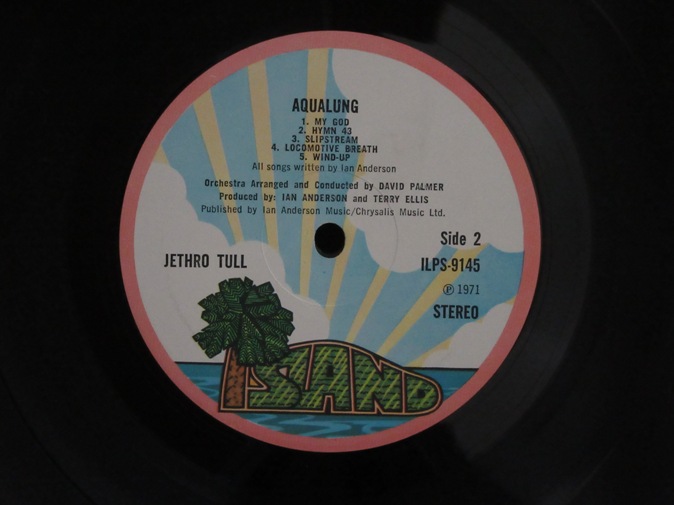 AQUALUNG
1. MY GOD
2. HYMN 43
3. SLIPSTREAM
4. LOCOMOTIVE BREATH
5. WIND-UP
All songs written by Ian Anderson
Orchestra Arranged and Conducted by DAVID PALMER
Produced by: IAN ANDERSON and TERRY ELLIS
Published by Ian Anderson Music/Chrysalis Music Ltd.
Side 2
JETHRO TULL
ILPS-9145
Ⓟ 1971
STEREO
ISLAND